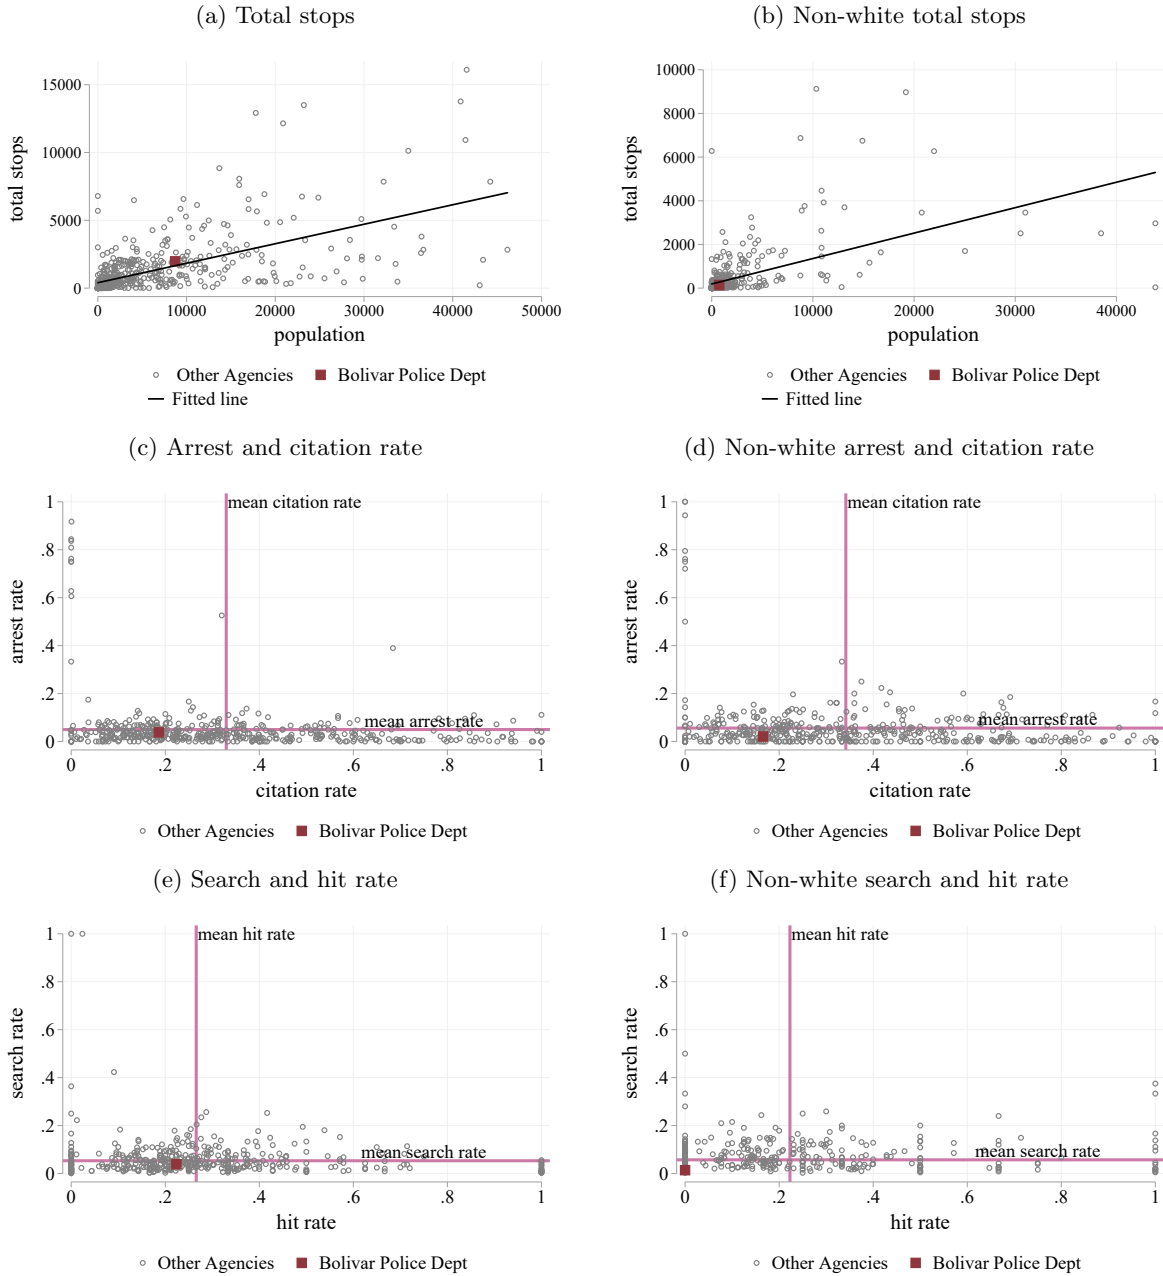 (a) Total stops
(b) Non-white total stops
total stops
15000
10000
5000
0
0 10000 20000 30000 40000 50000
population
Other Agencies Bolivar Police Dept
Fitted line
total stops
10000
8000
6000
4000
2000
0
0 10000 20000 30000 40000
population
Other Agencies Bolivar Police Dept
Fitted line
(c) Arrest and citation rate
(d) Non-white arrest and citation rate
arrest rate
1
.8
.6
.4
.2
0
mean citation rate
mean arrest rate
0 .2 .4 .6 .8 1
citation rate
Other Agencies Bolivar Police Dept
arrest rate
1
.8
.6
.4
.2
0
mean citation rate
mean arrest rate
0 .2 .4 .6 .8 1
citation rate
Other Agencies Bolivar Police Dept
(e) Search and hit rate
(f) Non-white search and hit rate
search rate
1
.8
.6
.4
.2
0
mean hit rate
mean search rate
0 .2 .4 .6 .8 1
hit rate
Other Agencies Bolivar Police Dept
search rate
1
.8
.6
.4
.2
0
mean hit rate
mean search rate
0 .2 .4 .6 .8 1
hit rate
Other Agencies Bolivar Police Dept